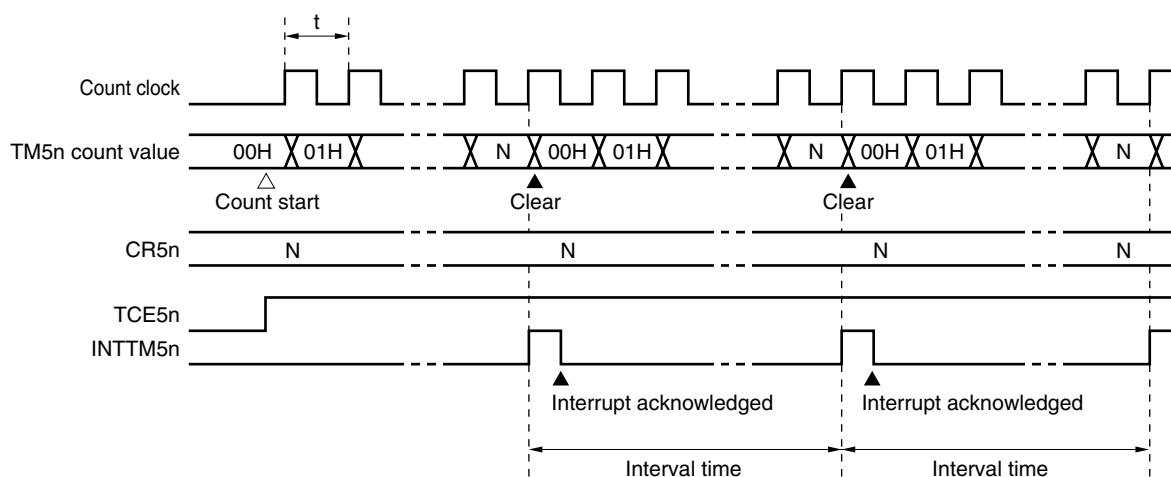 t
Count clock
TM5n count value 00H 01H N 00H 01H N 00H 01H N
Count start Clear Clear
CR5n N N N N
TCE5n
INTTM5n
Interrupt acknowledged Interrupt acknowledged
Interval time Interval time